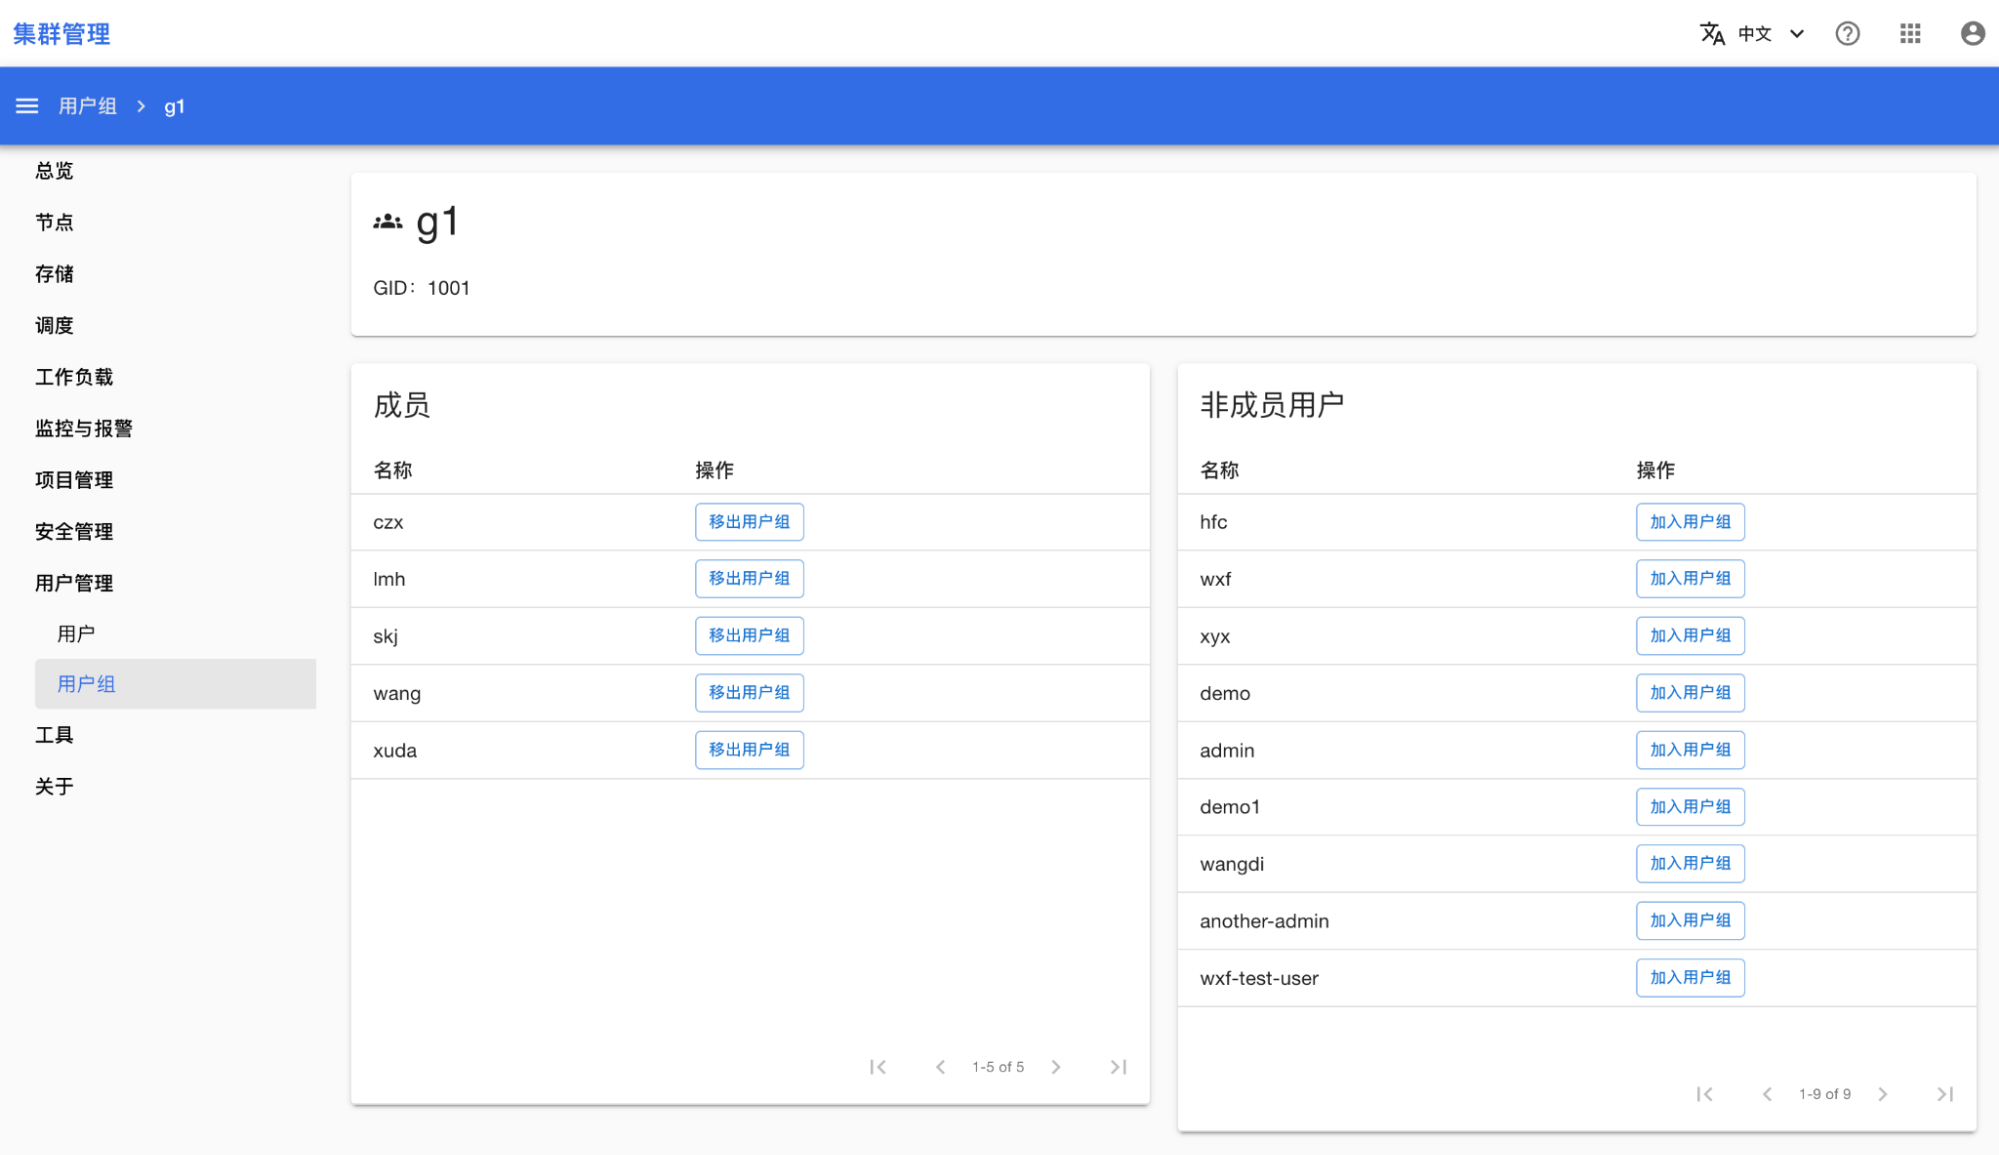 集群管理
中文
用户组 > g1
总览
节点
存储
调度
工作负载
监控与报警
项目管理
安全管理
用户管理
用户
用户组
工具
关于
g1
GID：1001
成员
名称 操作
czx 移出用户组
lmh 移出用户组
skj 移出用户组
wang 移出用户组
xuda 移出用户组
1-5 of 5
非成员用户
名称 操作
hfc 加入用户组
wxf 加入用户组
xyx 加入用户组
demo 加入用户组
admin 加入用户组
demo1 加入用户组
wangdi 加入用户组
another-admin 加入用户组
wxf-test-user 加入用户组
1-9 of 9